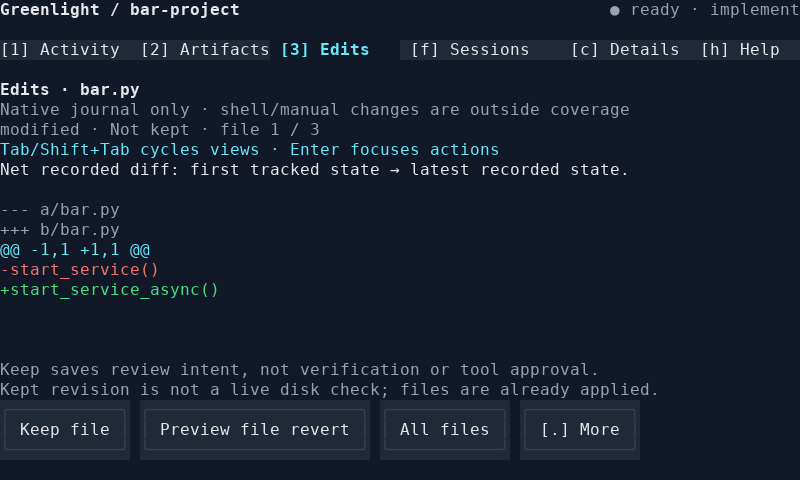 Greenlight / bar-project ● ready · implement
[1] Activity [2] Artifacts [3] Edits [f] Sessions [c] Details [h] Help
Edits · bar.py
Native journal only · shell/manual changes are outside coverage
modified · Not kept · file 1 / 3
Tab/Shift+Tab cycles views · Enter focuses actions
Net recorded diff: first tracked state → latest recorded state.
--- a/bar.py
+++ b/bar.py
@@ -1,1 +1,1 @@
-start_service()
+start_service_async()
Keep saves review intent, not verification or tool approval.
Kept revision is not a live disk check; files are already applied.
Keep file Preview file revert All files [.] More